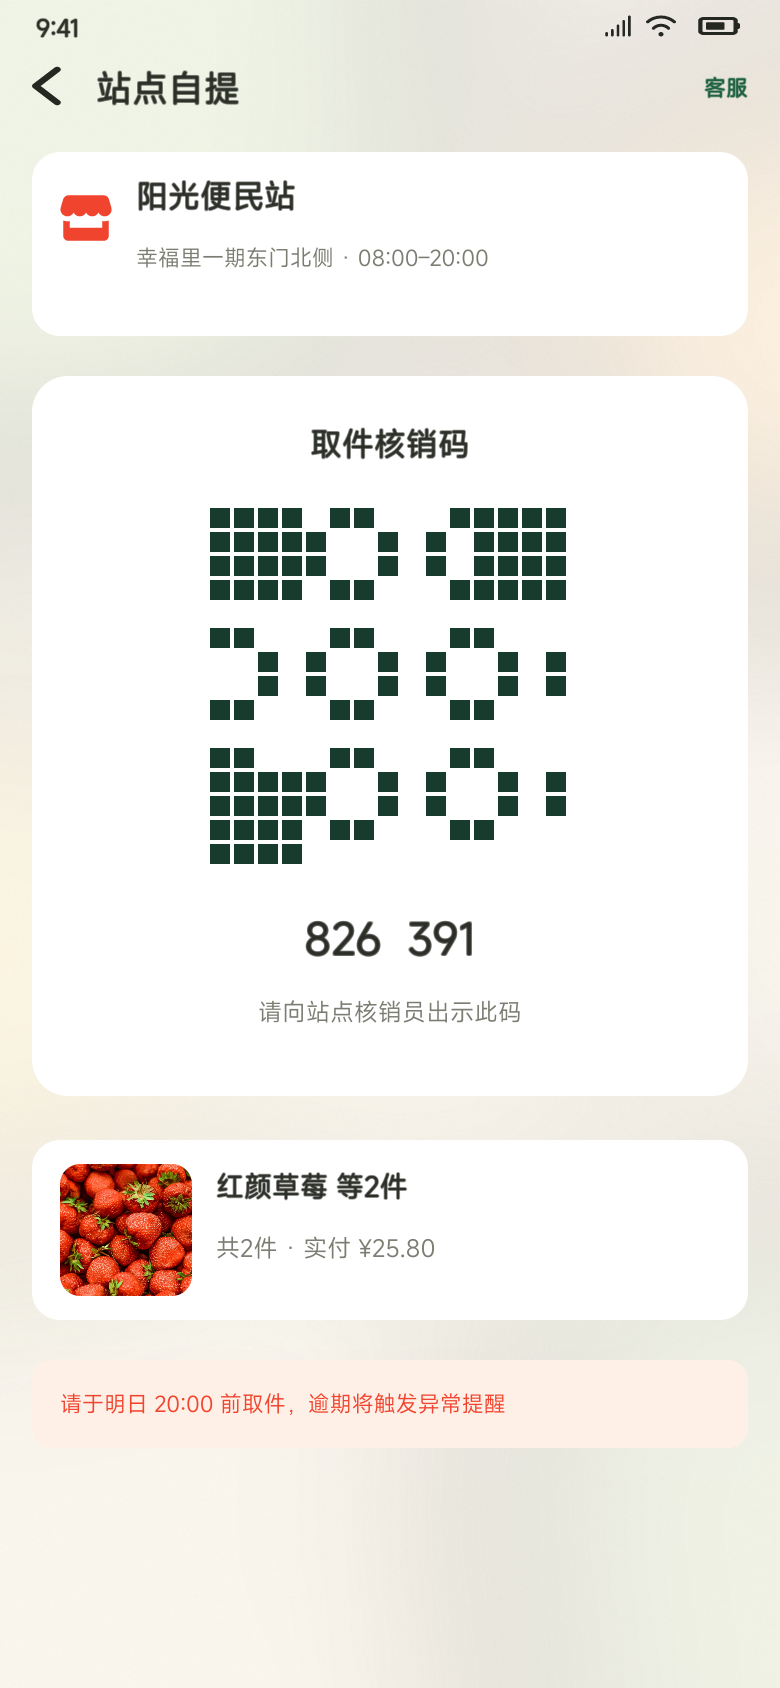 9:41
站点自提
客服
阳光便民站
幸福里一期东门北侧 · 08:00–20:00
取件核销码
826 391
请向站点核销员出示此码
红颜草莓 等2件
共2件 · 实付 ¥25.80
请于明日 20:00 前取件，逾期将触发异常提醒